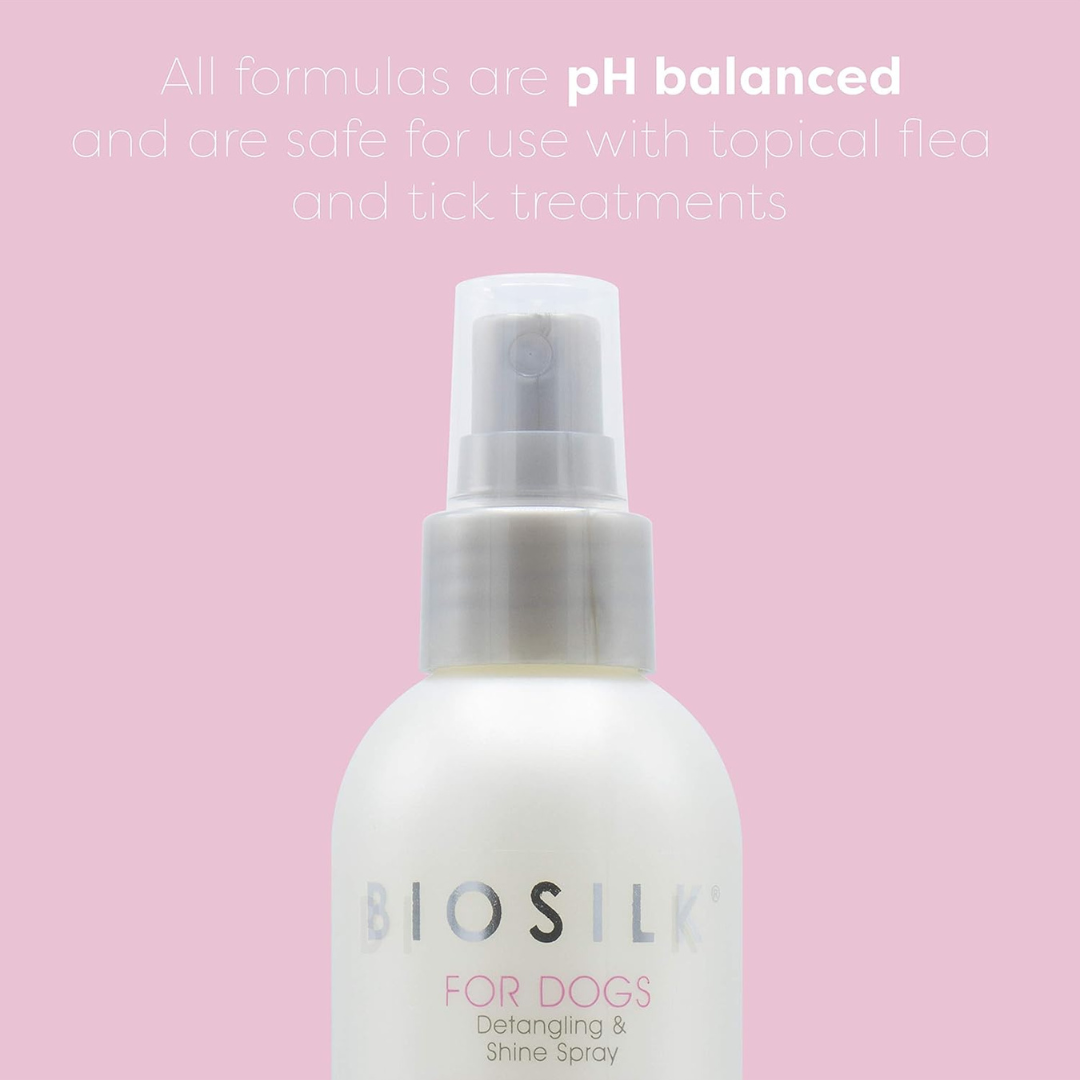 All formulas are pH balanced
and are safe for use with topical flea
and tick treatments
BIOSILK®
FOR DOGS
Detangling &
Shine Spray